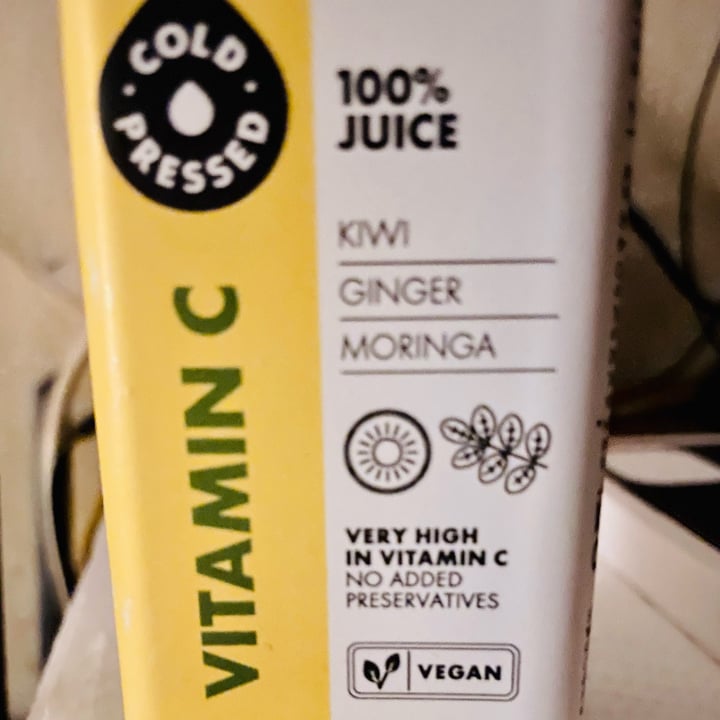 COLD
PRESSED
VITAMIN C
100%
JUICE
KIWI
GINGER
MORINGA
VERY HIGH
IN VITAMIN C
NO ADDED
PRESERVATIVES
VEGAN